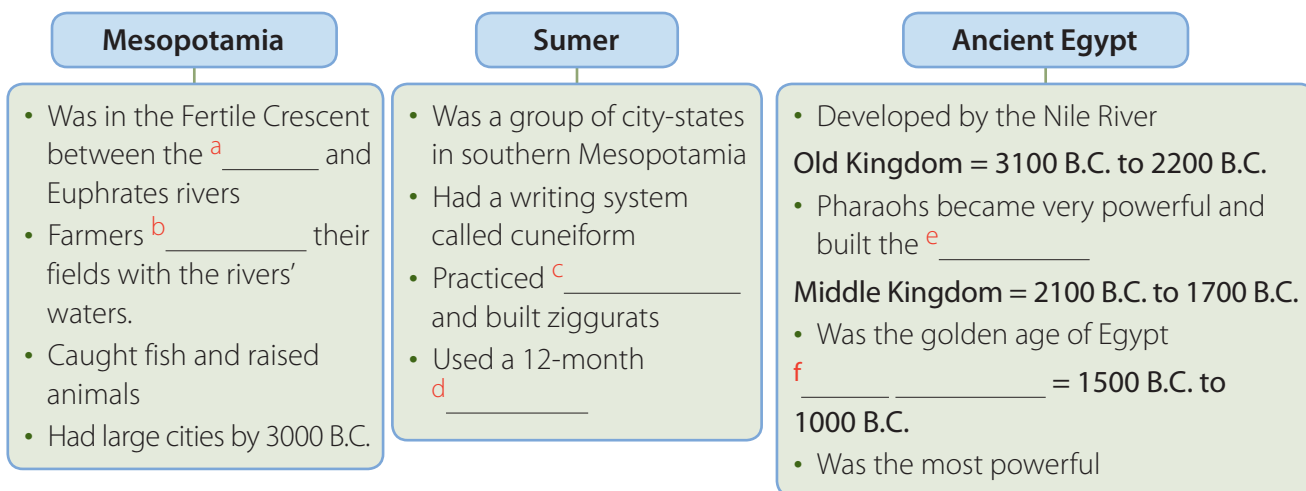 Mesopotamia
• Was in the Fertile Crescent
between the a_______ and
Euphrates rivers
• Farmers b_________ their
fields with the rivers’
waters.
• Caught fish and raised
animals
• Had large cities by 3000 B.C.
Sumer
• Was a group of city-states
in southern Mesopotamia
• Had a writing system
called cuneiform
• Practiced c___________
and built ziggurats
• Used a 12-month
d_________
Ancient Egypt
• Developed by the Nile River
Old Kingdom = 3100 B.C. to 2200 B.C.
• Pharaohs became very powerful and
built the e__________
Middle Kingdom = 2100 B.C. to 1700 B.C.
• Was the golden age of Egypt
f______ __________ = 1500 B.C. to
1000 B.C.
• Was the most powerful